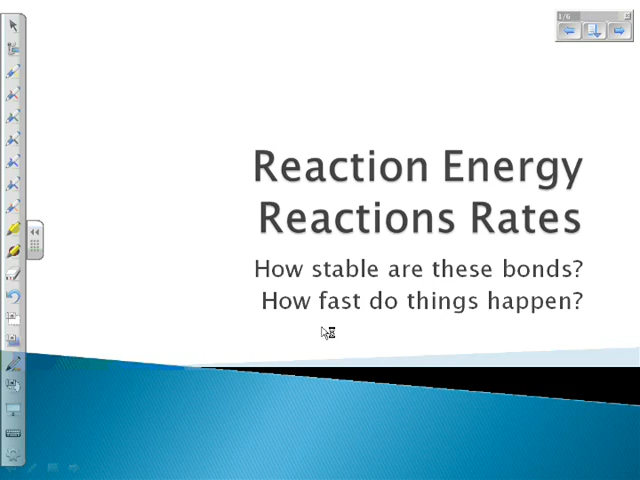 1/6
Reaction Energy
Reactions Rates
How stable are these bonds?
How fast do things happen?